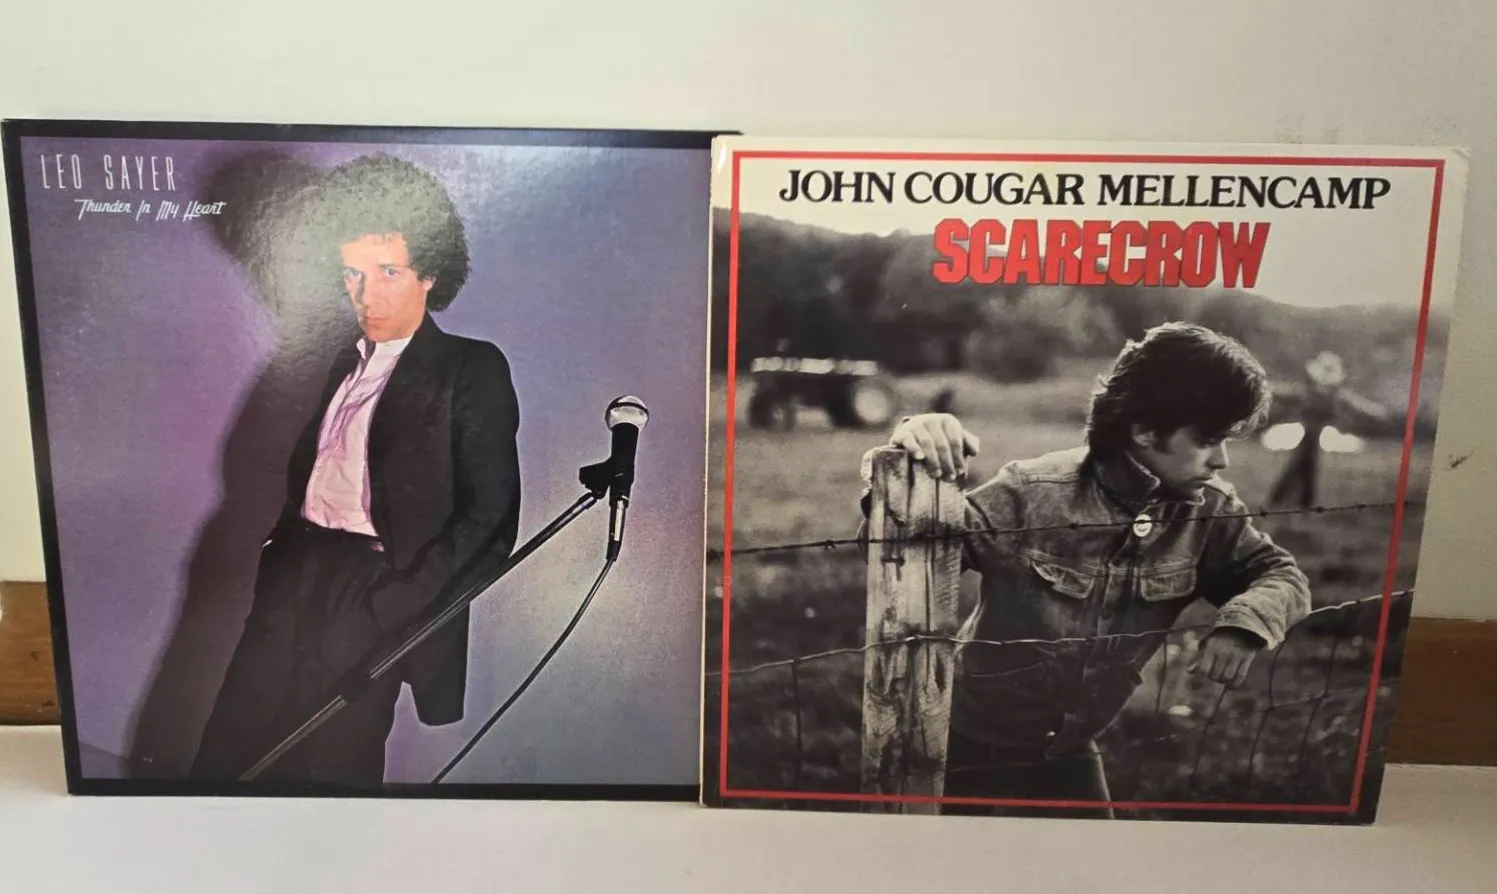 LEO SAYER
Thunder In My Heart
JOHN COUGAR MELLENCAMP
SCARECROW